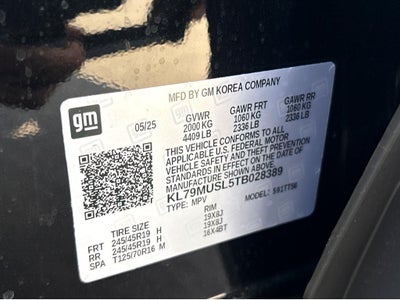 gm
MFD BY GM KOREA COMPANY
05/25
GVWR GAWR FRT GAWR RR
2000 KG 1060 KG 1060 KG
4409 LB 2336 LB 2336 LB
THIS VEHICLE CONFORMS TO ALL
APPLICABLE U.S. FEDERAL MOTOR
VEHICLE SAFETY, BUMPER, AND THEFT
PREVENTION STANDARDS IN EFFECT ON
THE DATE OF MANUFACTURE SHOWN ABOVE.
KL79MUSL5TB028389
TYPE: MPV MODEL:
TIRE SIZE RIM
FRT 245/45R19 H 19X8J
RR 245/45R19 H 19X8J
SPA T125/70R16 M 16X4BT